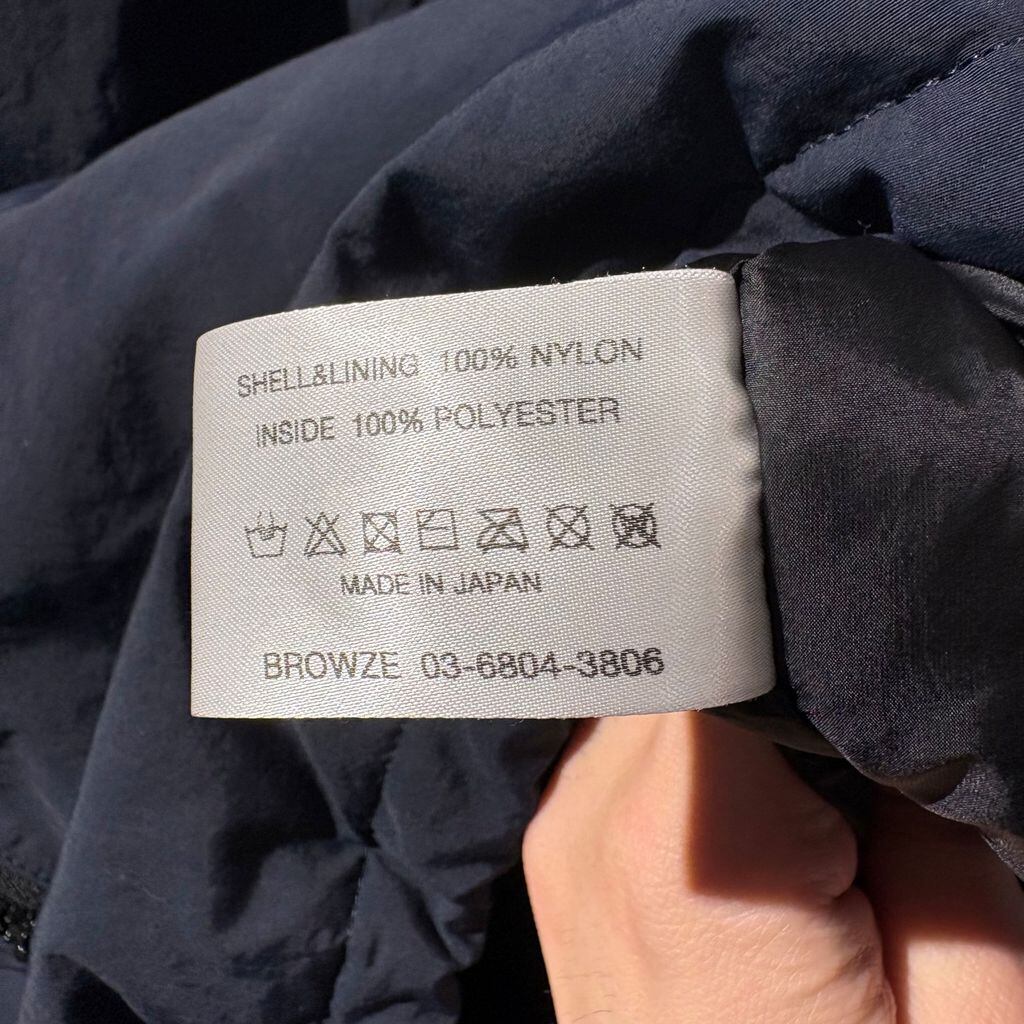 SHELL&LINING 100% NYLON
INSIDE 100% POLYESTER
MADE IN JAPAN
BROWZE 03-6804-3806